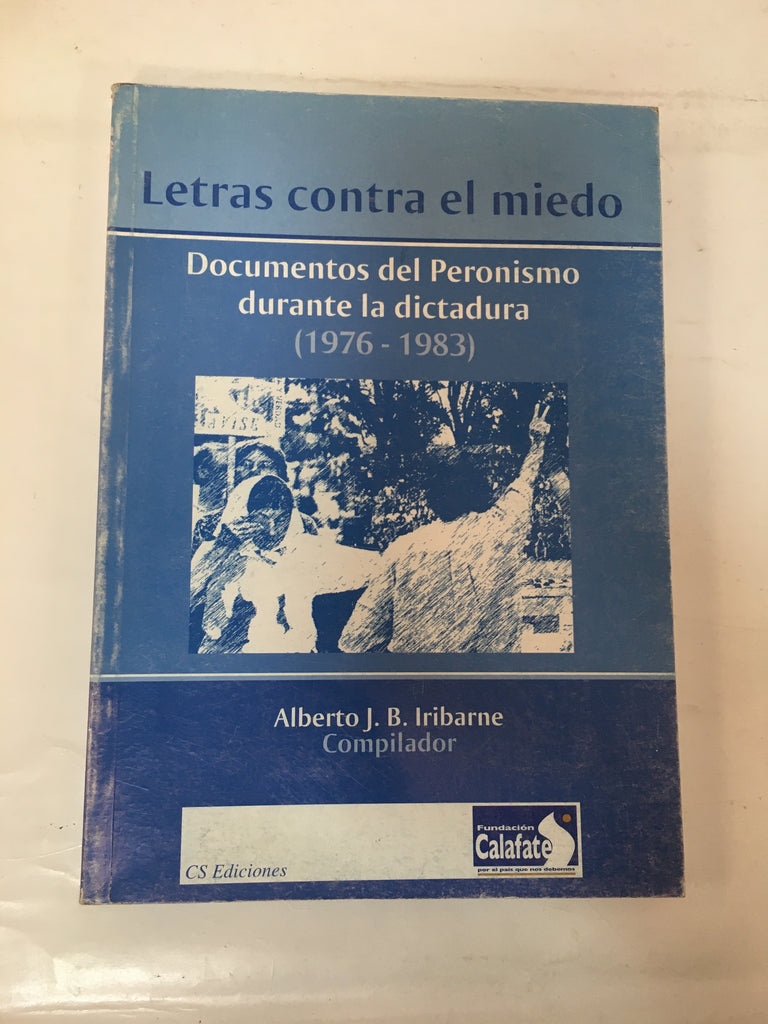 Letras contra el miedo
Documentos del Peronismo
durante la dictadura
(1976 - 1983)
Alberto J. B. Iribarne
Compilador
CS Ediciones
Fundación
Calafate
por el país que nos debemos